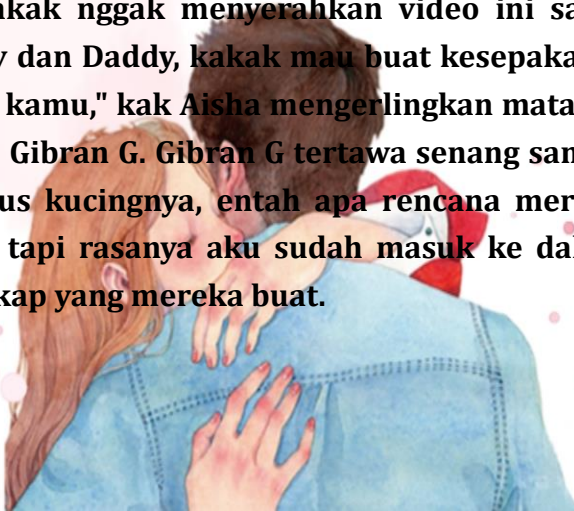 akak nggak menyerahkan video ini sa
y dan Daddy, kakak mau buat kesepaka
kamu," kak Aisha mengerlingkan mata
Gibran G. Gibran G tertawa senang sam
us kucingnya, entah apa rencana mer
tapi rasanya aku sudah masuk ke dal
kap yang mereka buat.